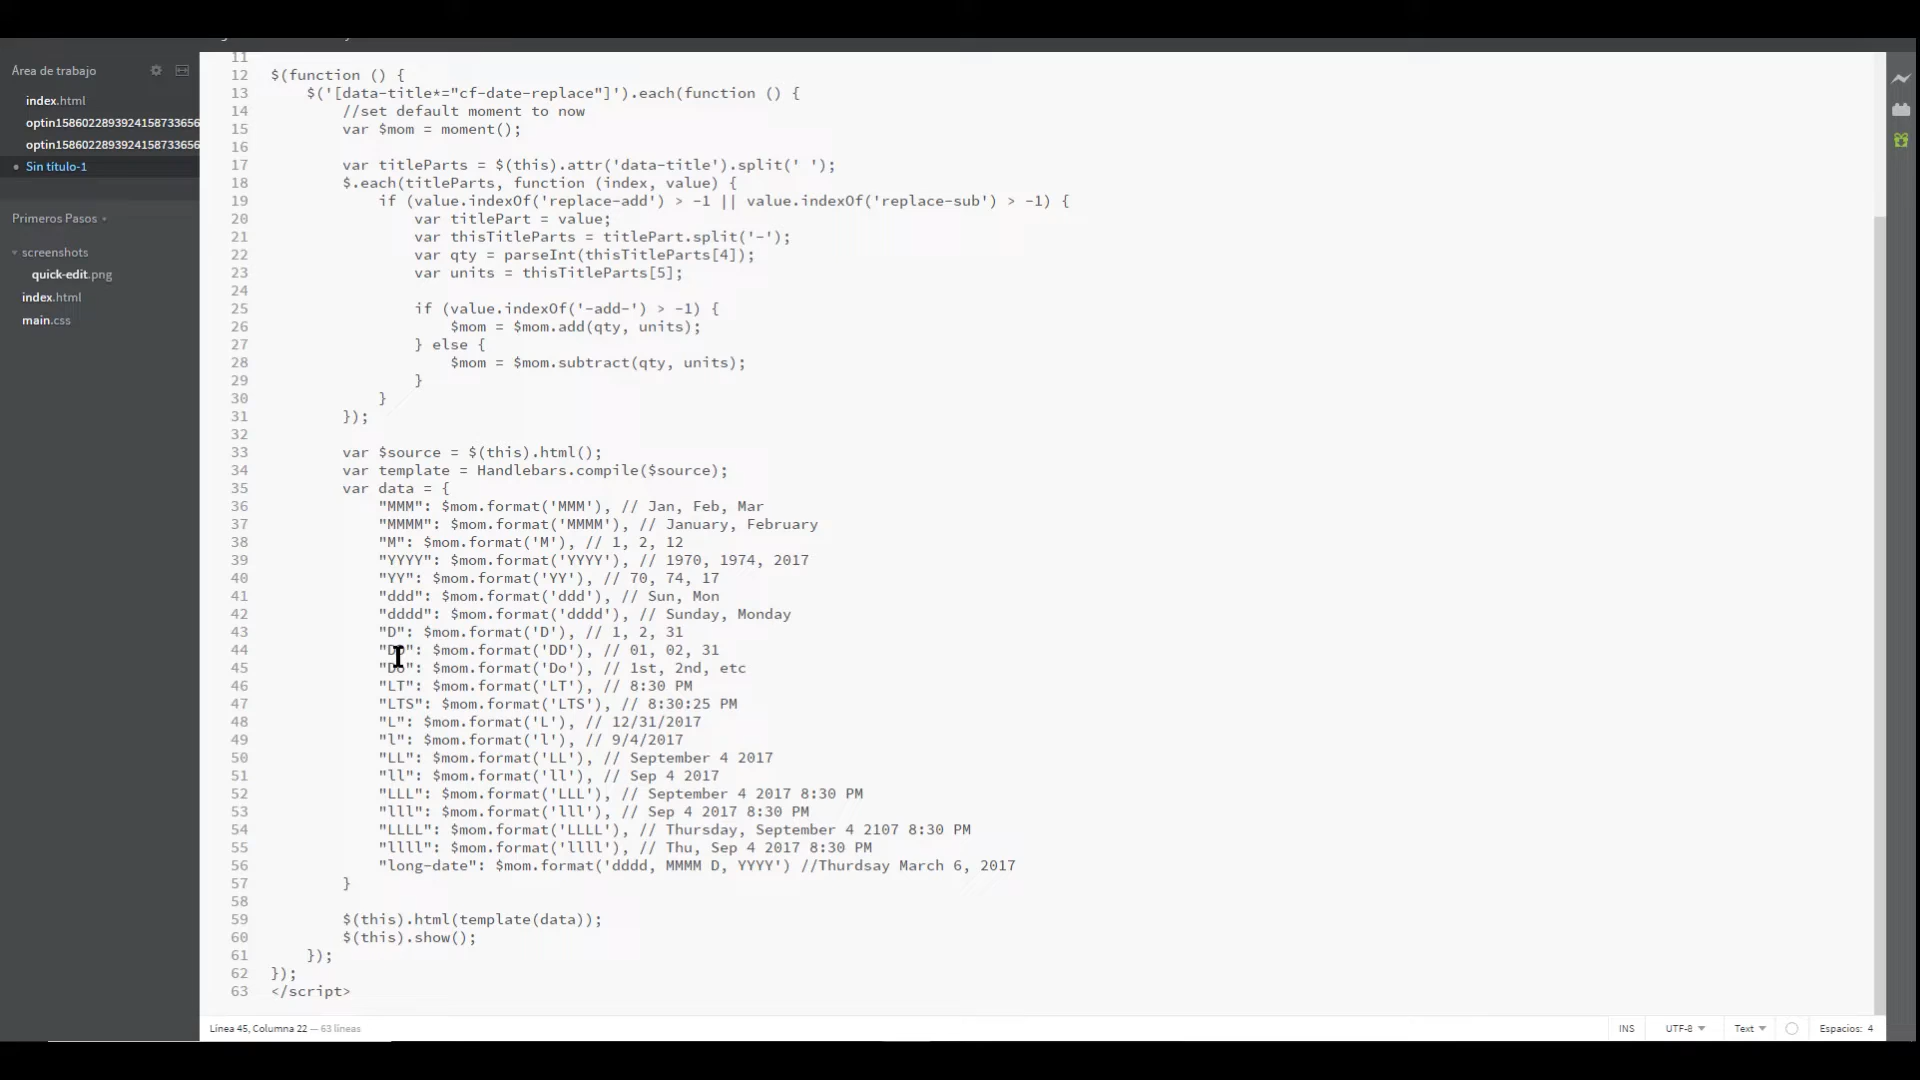 Área de trabajo
index.html
optin1586022893924158733656
optin1586022893924158733656
• Sin título-1
Primeros Pasos
screenshots
quick-edit.png
index.html
main.css
11
12 $(function () {
13 $('[data-title*="cf-date-replace"]').each(function () {
14 //set default moment to now
15 var $mom = moment();
16
17 var titleParts = $(this).attr('data-title').split(' ');
18 $.each(titleParts, function (index, value) {
19 if (value.indexOf('replace-add') > -1 || value.indexOf('replace-sub') > -1) {
20 var titlePart = value;
21 var thisTitleParts = titlePart.split('-');
22 var qty = parseInt(thisTitleParts[4]);
23 var units = thisTitleParts[5];
24
25 if (value.indexOf('-add-') > -1) {
26 $mom = $mom.add(qty, units);
27 } else {
28 $mom = $mom.subtract(qty, units);
29 }
30 }
31 });
32
33 var $source = $(this).html();
34 var template = Handlebars.compile($source);
35 var data = {
36 "MMM": $mom.format('MMM'), // Jan, Feb, Mar
37 "MMMM": $mom.format('MMMM'), // January, February
38 "M": $mom.format('M'), // 1, 2, 12
39 "YYYY": $mom.format('YYYY'), // 1970, 1974, 2017
40 "YY": $mom.format('YY'), // 70, 74, 17
41 "ddd": $mom.format('ddd'), // Sun, Mon
42 "dddd": $mom.format('dddd'), // Sunday, Monday
43 "D": $mom.format('D'), // 1, 2, 31
44 "DD": $mom.format('DD'), // 01, 02, 31
45 "Do": $mom.format('Do'), // 1st, 2nd, etc
46 "LT": $mom.format('LT'), // 8:30 PM
47 "LTS": $mom.format('LTS'), // 8:30:25 PM
48 "L": $mom.format('L'), // 12/31/2017
49 "l": $mom.format('l'), // 9/4/2017
50 "LL": $mom.format('LL'), // September 4 2017
51 "ll": $mom.format('ll'), // Sep 4 2017
52 "LLL": $mom.format('LLL'), // September 4 2017 8:30 PM
53 "lll": $mom.format('lll'), // Sep 4 2017 8:30 PM
54 "LLLL": $mom.format('LLLL'), // Thursday, September 4 2107 8:30 PM
55 "llll": $mom.format('llll'), // Thu, Sep 4 2017 8:30 PM
56 "long-date": $mom.format('dddd, MMMM D, YYYY') //Thurdsay March 6, 2017
57 }
58
59 $(this).html(template(data));
60 $(this).show();
61 });
62 });
63 </script>
Línea 45, Columna 22 — 63 líneas
INS UTF-8 Text Espacios: 4